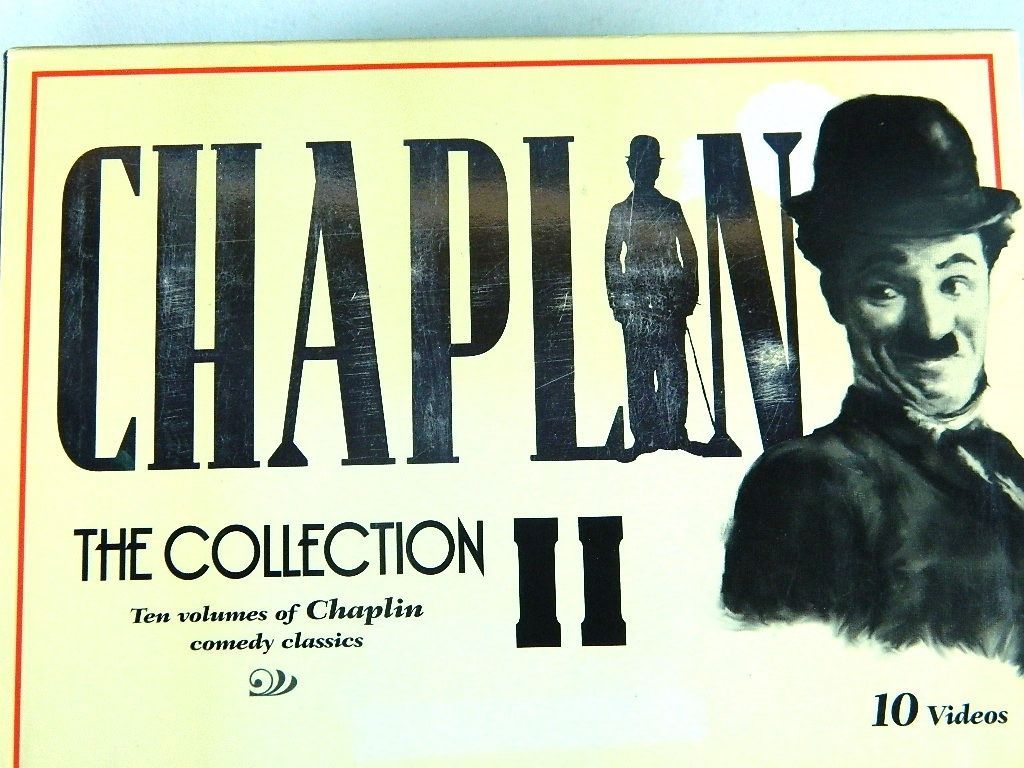 CHAPLIN
THE COLLECTION II
Ten volumes of Chaplin
comedy classics
10 Videos